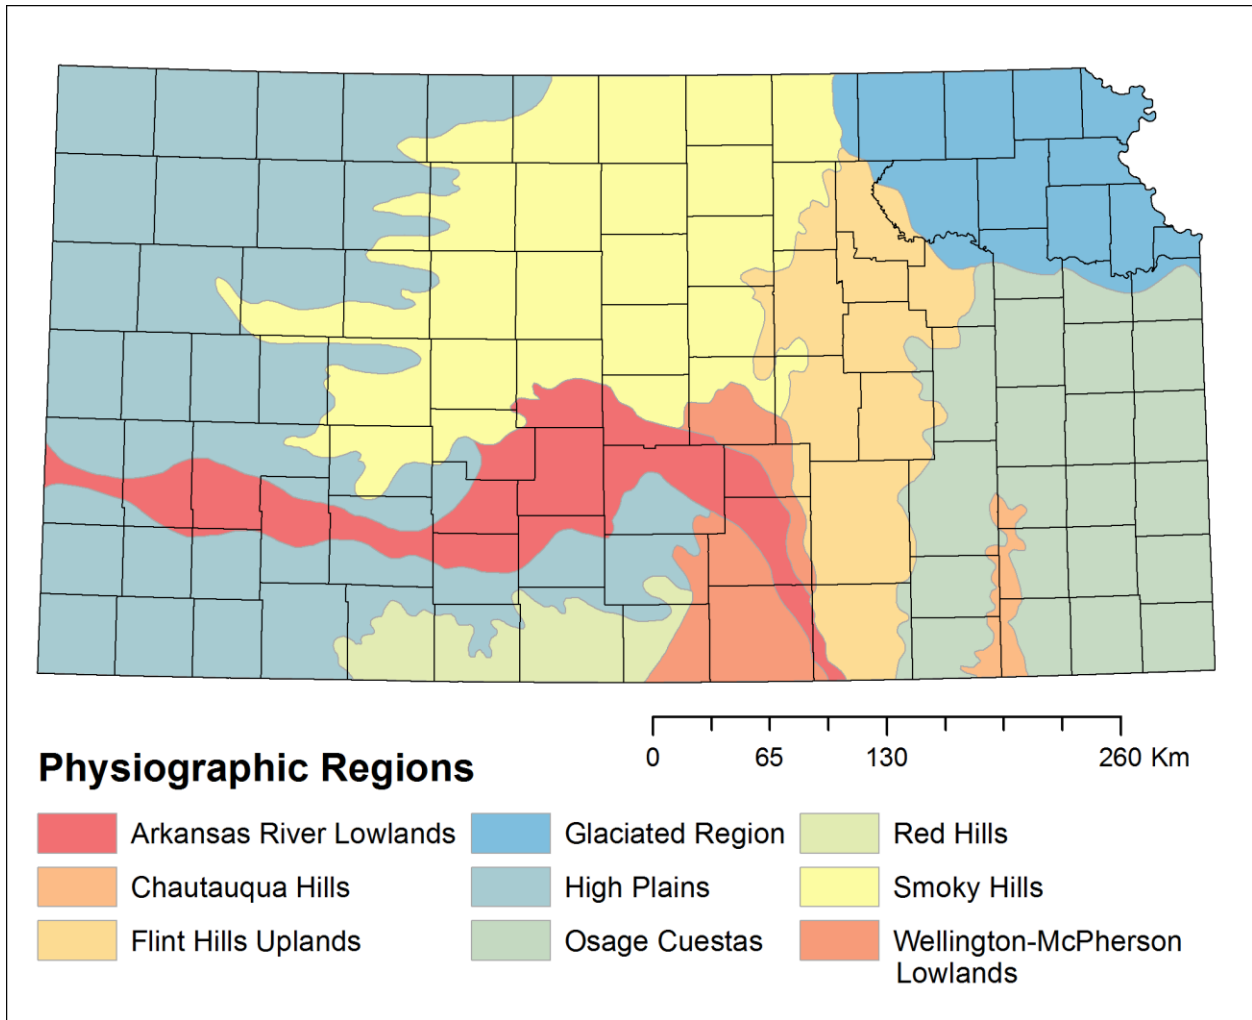 0 65 130 260 Km
Physiographic Regions
Arkansas River Lowlands
Chautauqua Hills
Flint Hills Uplands
Glaciated Region
High Plains
Osage Cuestas
Red Hills
Smoky Hills
Wellington-McPherson
Lowlands